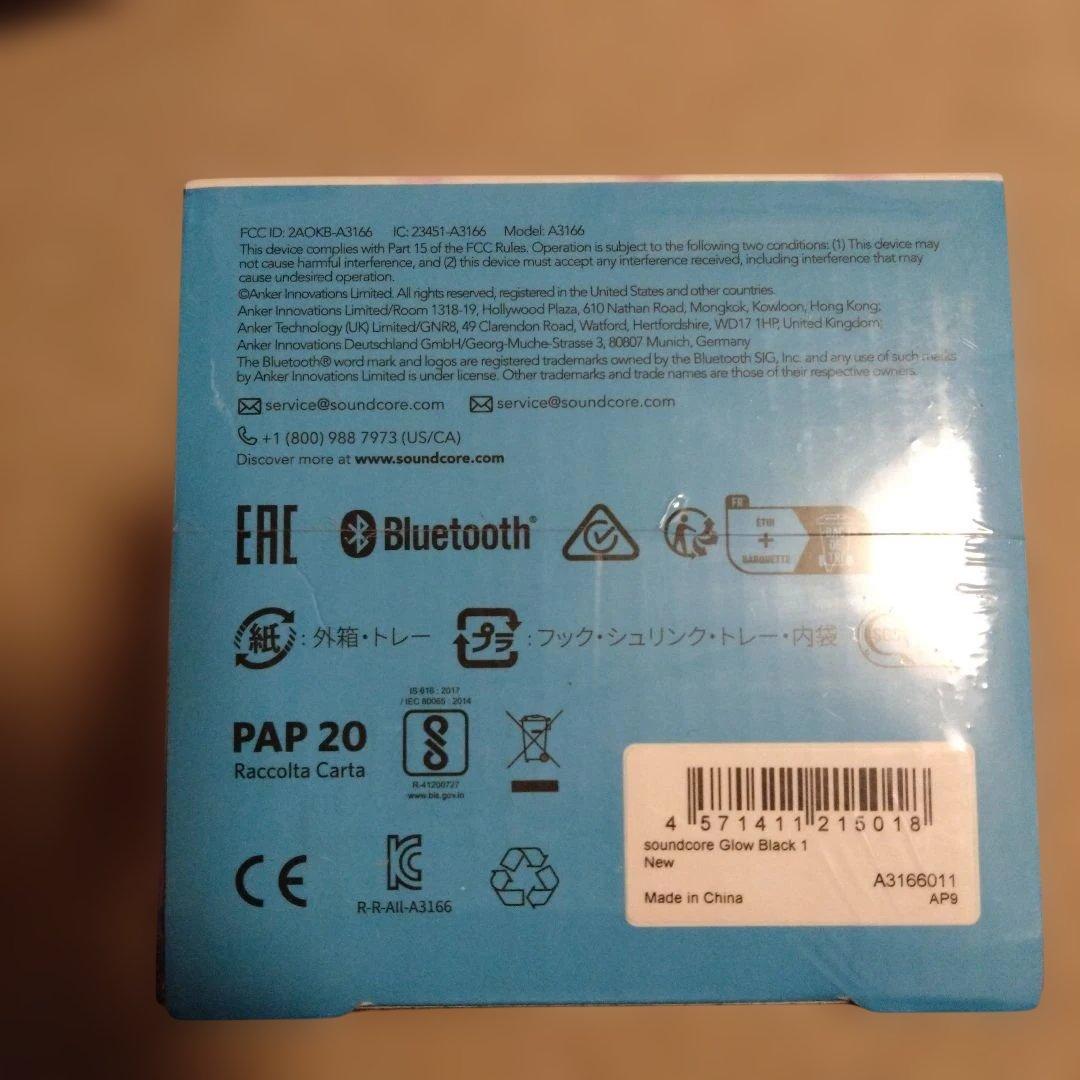 FCC ID: 2AOKB-A3166 IC: 23451-A3166 Model: A3166
This device complies with Part 15 of the FCC Rules. Operation is subject to the following two conditions: (1) This device may
not cause harmful interference, and (2) this device must accept any interference received, including interference that may
cause undesired operation.
©Anker Innovations Limited. All rights reserved, registered in the United States and other countries.
Anker Innovations Limited/Room 1318-19, Hollywood Plaza, 610 Nathan Road, Mongkok, Kowloon, Hong Kong;
Anker Technology (UK) Limited/GNR8, 49 Clarendon Road, Watford, Hertfordshire, WD17 1HP, United Kingdom;
Anker Innovations Deutschland GmbH/Georg-Muche-Strasse 3, 80807 Munich, Germany
The Bluetooth® word mark and logos are registered trademarks owned by the Bluetooth SIG, Inc. and any use of such marks
by Anker Innovations Limited is under license. Other trademarks and trade names are those of their respective owners.
service@soundcore.com service@soundcore.com
+1 (800) 988 7973 (US/CA)
Discover more at www.soundcore.com
EAC Bluetooth®
FR
ÉTUI
+
BARQUETTE
紙 : 外箱・トレー プラ : フック・シュリンク・トレー・内袋
IS 616 : 2017
/ IEC 60065 : 2014
PAP 20
Raccolta Carta
R-41200727
www.bis.gov.in
CE
R-R-All-A3166
4 571411 215018
soundcore Glow Black 1
New
A3166011
Made in China
AP9